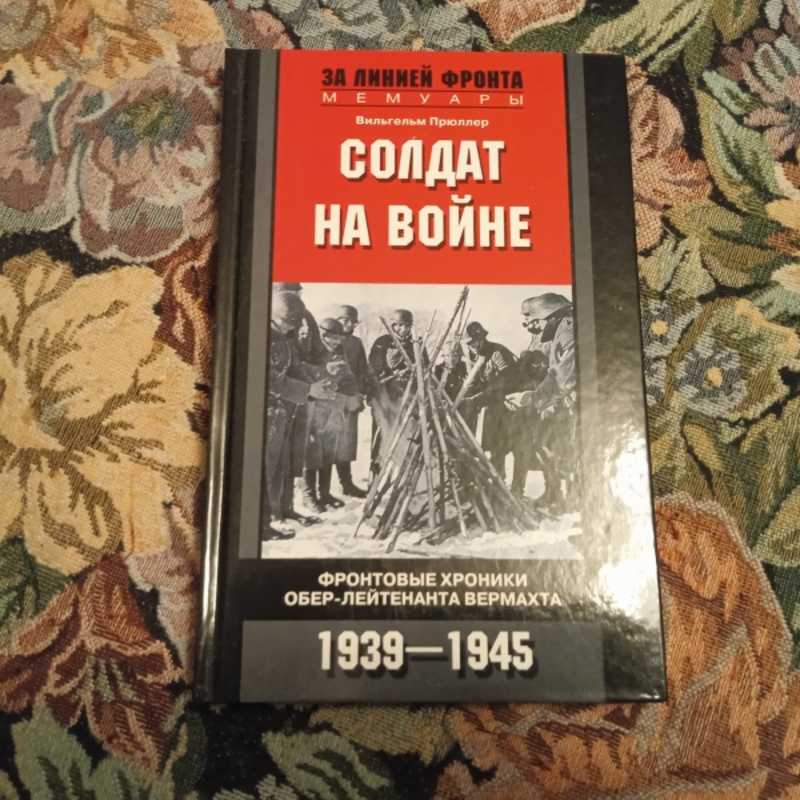 ЗА ЛИНИЕЙ ФРОНТА
МЕМУАРЫ
Вильгельм Прюллер
СОЛДАТ
НА ВОЙНЕ
ФРОНТОВЫЕ ХРОНИКИ
ОБЕР-ЛЕЙТЕНАНТА ВЕРМАХТА
1939—1945